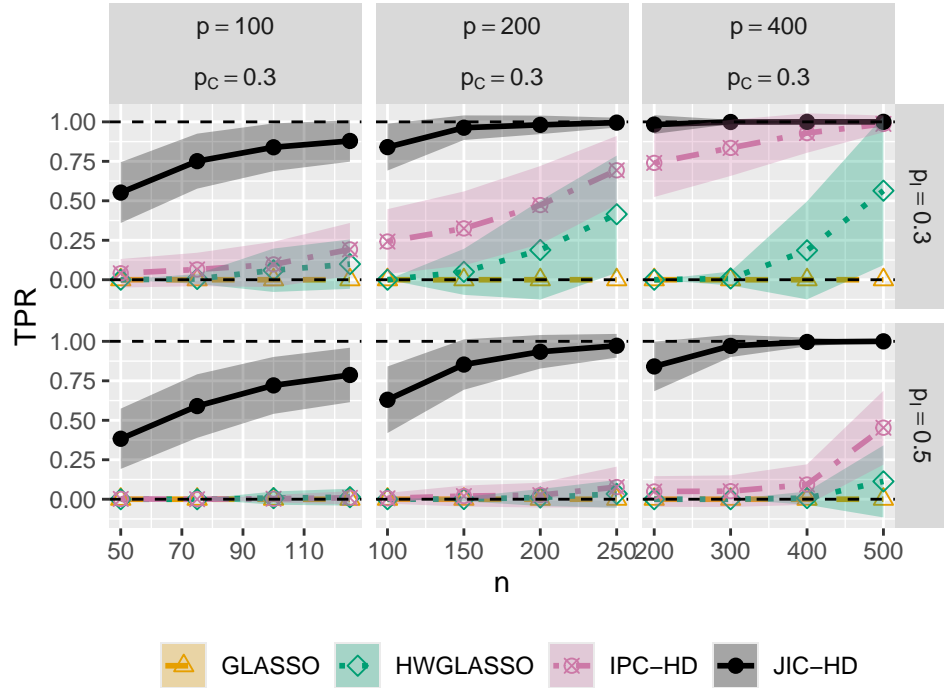 p = 100 p = 200 p = 400
p_C = 0.3 p_C = 0.3 p_C = 0.3
1.00
0.75
0.50
0.25
0.00
p_I = 0.3
1.00
0.75
0.50
0.25
0.00
p_I = 0.5
TPR
50 70 90 110 100 150 200 250 200 300 400 500
n
GLASSO HWGLASSO IPC−HD JIC−HD